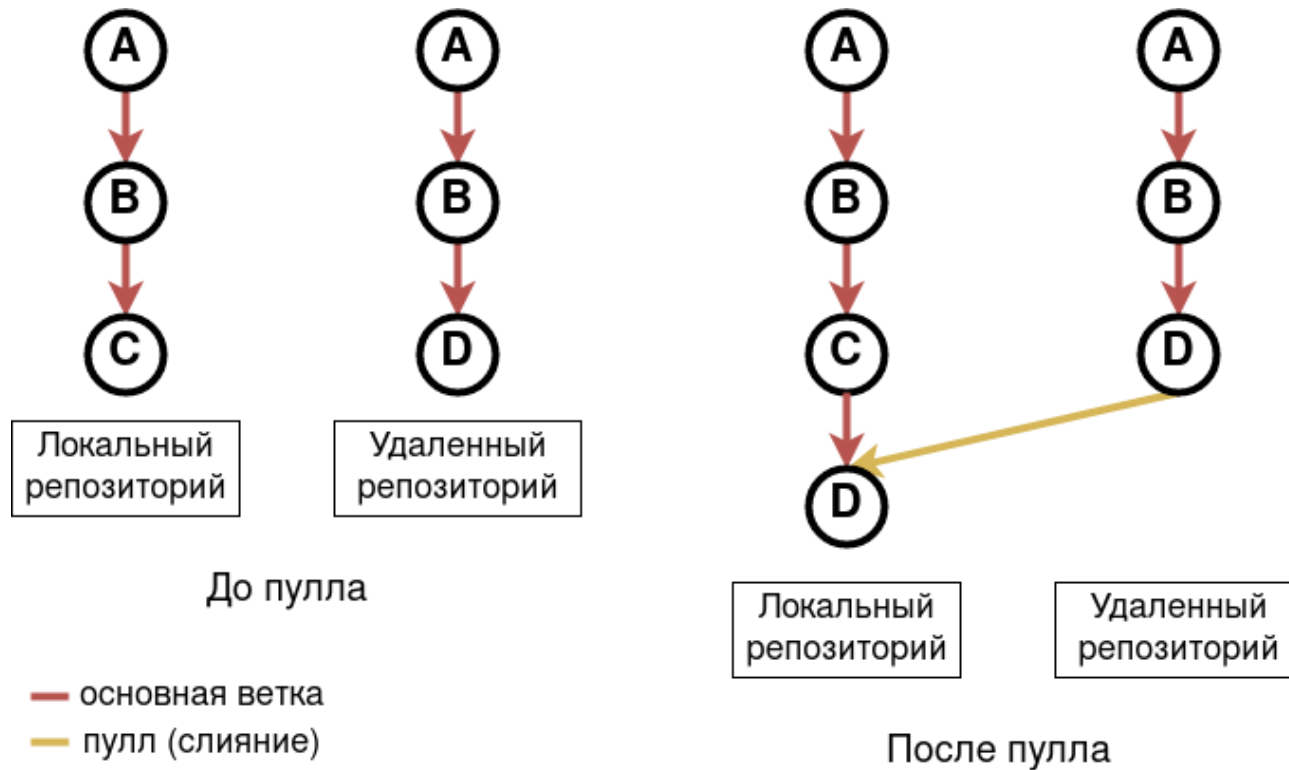 A
A
B
B
C
D
Локальный
репозиторий
Удаленный
репозиторий
До пулла
основная ветка
пулл (слияние)
A
A
B
B
C
D
D
Локальный
репозиторий
Удаленный
репозиторий
После пулла